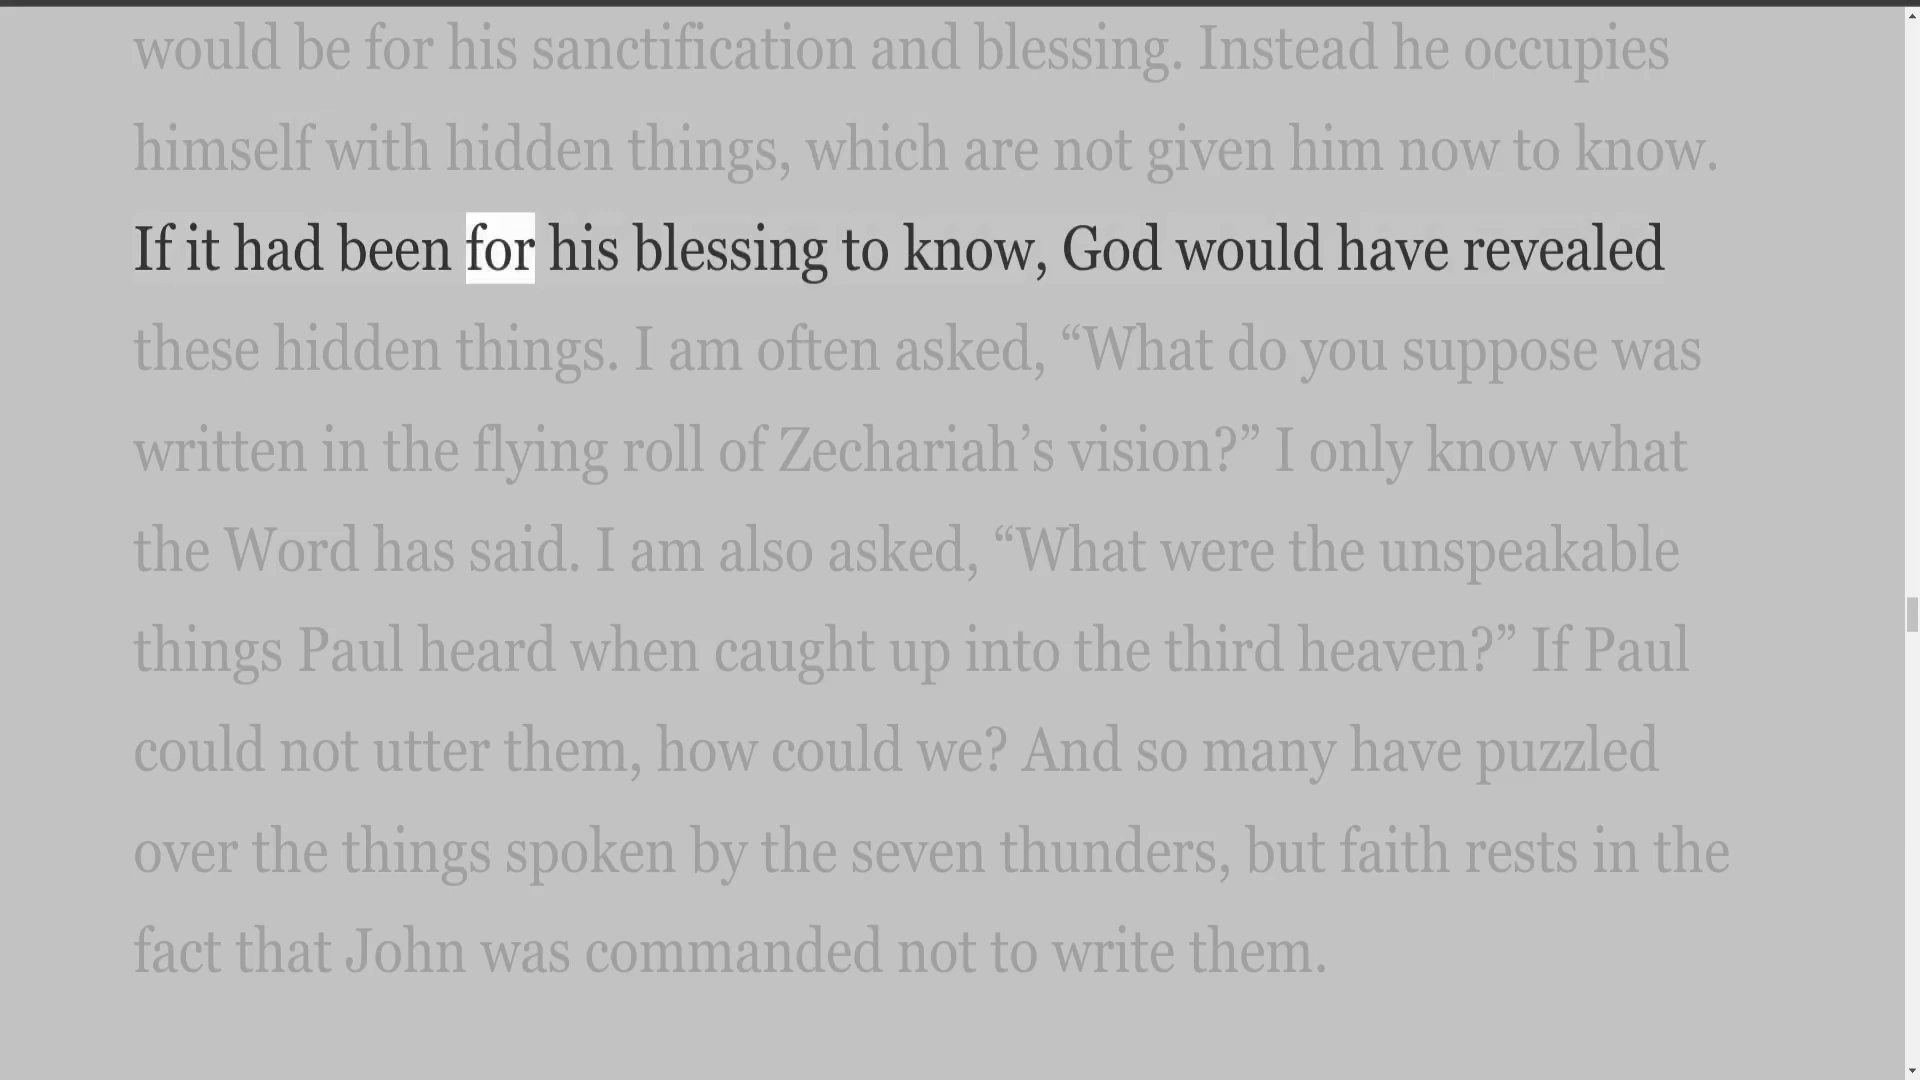 would be for his sanctification and blessing. Instead he occupies
himself with hidden things, which are not given him now to know.
If it had been for his blessing to know, God would have revealed
these hidden things. I am often asked, “What do you suppose was
written in the flying roll of Zechariah’s vision?” I only know what
the Word has said. I am also asked, “What were the unspeakable
things Paul heard when caught up into the third heaven?” If Paul
could not utter them, how could we? And so many have puzzled
over the things spoken by the seven thunders, but faith rests in the
fact that John was commanded not to write them.